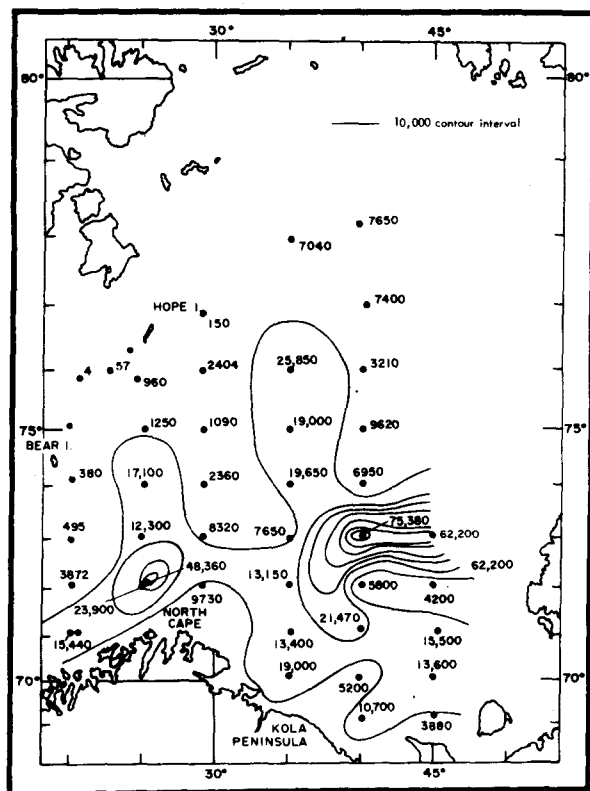 30° 45°
80° 80°
10,000 contour interval
7650
7040
HOPE I.
7400
150
4 57 960 2404 25,850 3210
1250 1090 19,000 9620
75° 75°
BEAR I.
380 17,100 2360 19,650 6950
75,380
495 12,300 8320 7650 62,200
48,360 62,200
3872 9730 13,150 5800 4200
23,900 NORTH
CAPE
21,470
15,440 13,400 15,500
19,000 13,600
70° 5200 70°
10,700 3880
KOLA
PENINSULA
30° 45°